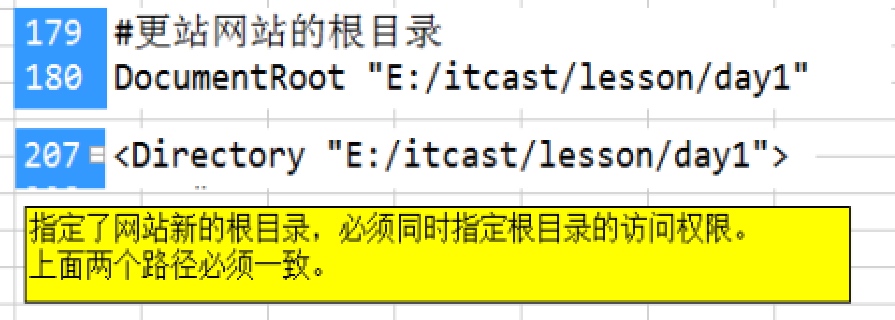 179 #更站网站的根目录
180 DocumentRoot "E:/itcast/lesson/day1"
207 <Directory "E:/itcast/lesson/day1">
指定了网站新的根目录，必须同时指定根目录的访问权限。
上面两个路径必须一致。